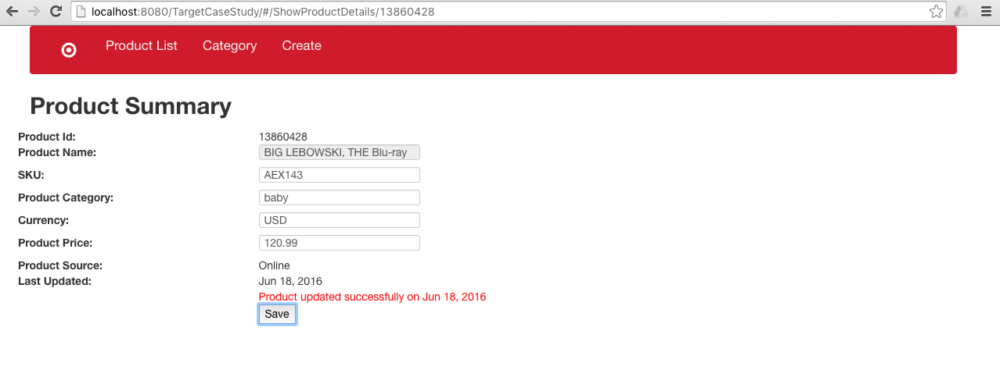 localhost:8080/TargetCaseStudy/#/ShowProductDetails/13860428
Product List Category Create
Product Summary
Product Id: 13860428
Product Name: BIG LEBOWSKI, THE Blu-ray
SKU: AEX143
Product Category: baby
Currency: USD
Product Price: 120.99
Product Source: Online
Last Updated: Jun 18, 2016
Product updated successfully on Jun 18, 2016
Save